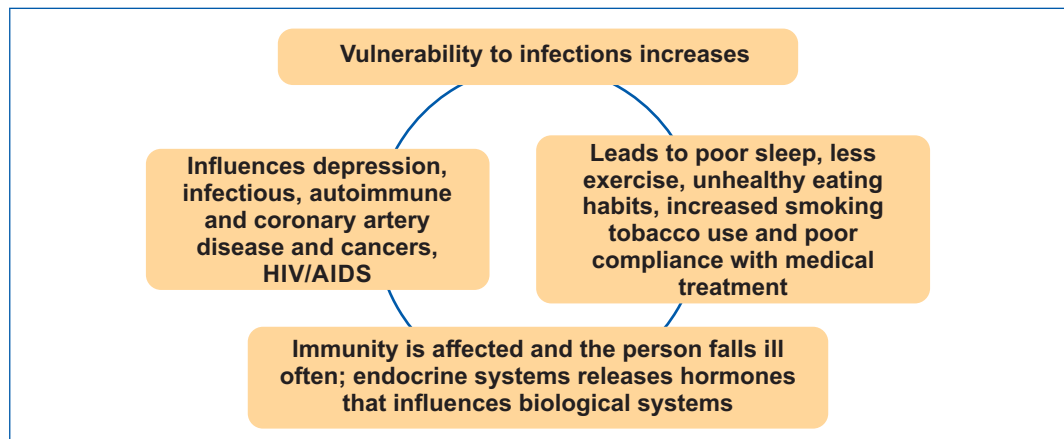 Vulnerability to infections increases
Influences depression,
infectious, autoimmune
and coronary artery
disease and cancers,
HIV/AIDS
Leads to poor sleep, less
exercise, unhealthy eating
habits, increased smoking
tobacco use and poor
compliance with medical
treatment
Immunity is affected and the person falls ill
often; endocrine systems releases hormones
that influences biological systems